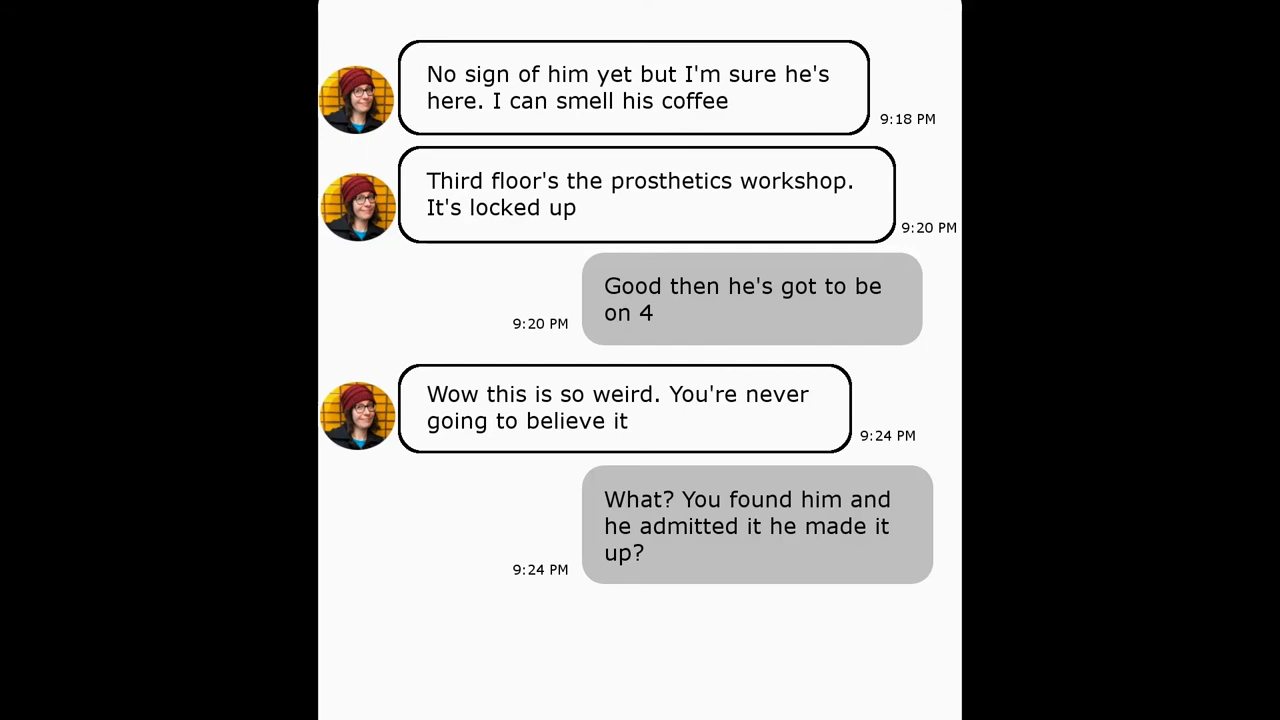 No sign of him yet but I'm sure he's
here. I can smell his coffee
9:18 PM
Third floor's the prosthetics workshop.
It's locked up
9:20 PM
Good then he's got to be
on 4
9:20 PM
Wow this is so weird. You're never
going to believe it
9:24 PM
What? You found him and
he admitted it he made it
up?
9:24 PM